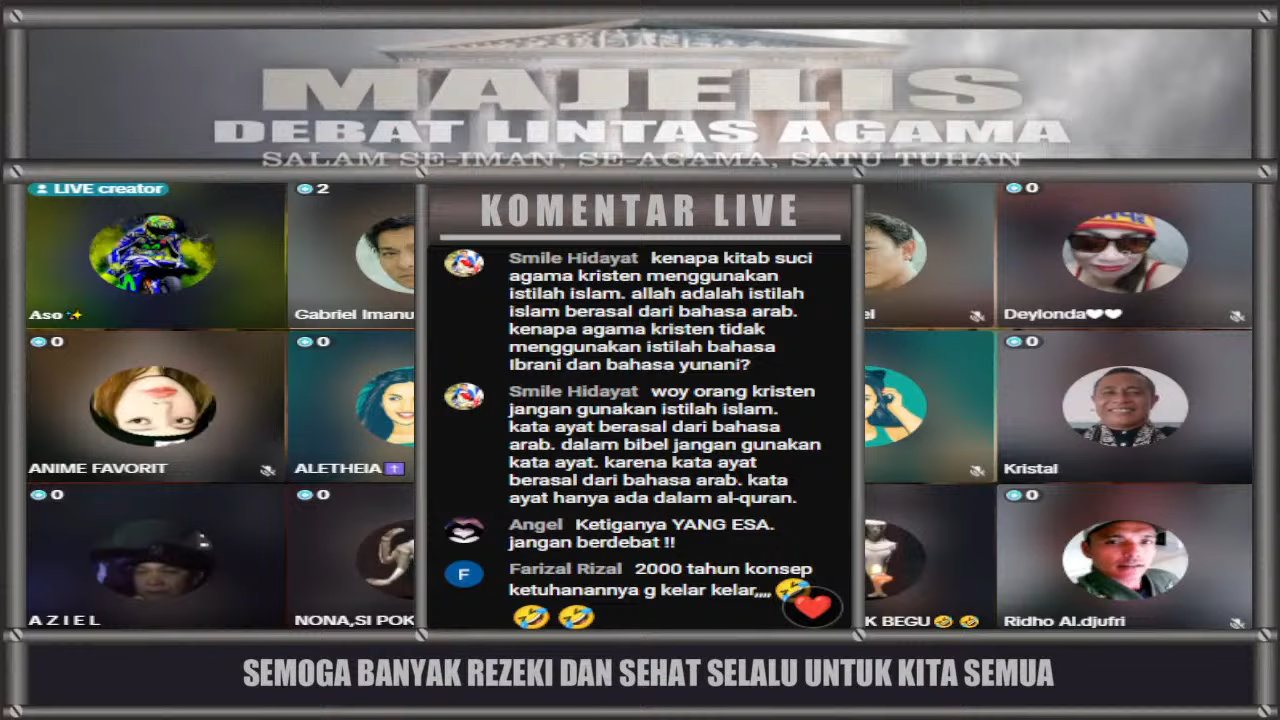 MAJELIS
DEBAT LINTAS AGAMA
SALAM SE-IMAN, SE-AGAMA, SATU TUHAN
LIVE creator
Aso
2
Gabriel Imanu
KOMENTAR LIVE
Smile Hidayat kenapa kitab suci
agama kristen menggunakan
istilah islam. allah adalah istilah
islam berasal dari bahasa arab.
kenapa agama kristen tidak
menggunakan istilah bahasa
Ibrani dan bahasa yunani?
Smile Hidayat woy orang kristen
jangan gunakan istilah islam.
kata ayat berasal dari bahasa
arab. dalam bibel jangan gunakan
kata ayat. karena kata ayat
berasal dari bahasa arab. kata
ayat hanya ada dalam al-quran.
Angel Ketiganya YANG ESA.
jangan berdebat !!
F
Farizal Rizal 2000 tahun konsep
ketuhanannya g kelar kelar,,,, 🤣
🤣 🤣
el
0
Deylonda❤❤
0
ANIME FAVORIT
0
ALETHEIA✝
0
Kristal
0
A Z I E L
0
NONA,SI POK
K BEGU🤣 🤣
0
Ridho Al.djufri
SEMOGA BANYAK REZEKI DAN SEHAT SELALU UNTUK KITA SEMUA